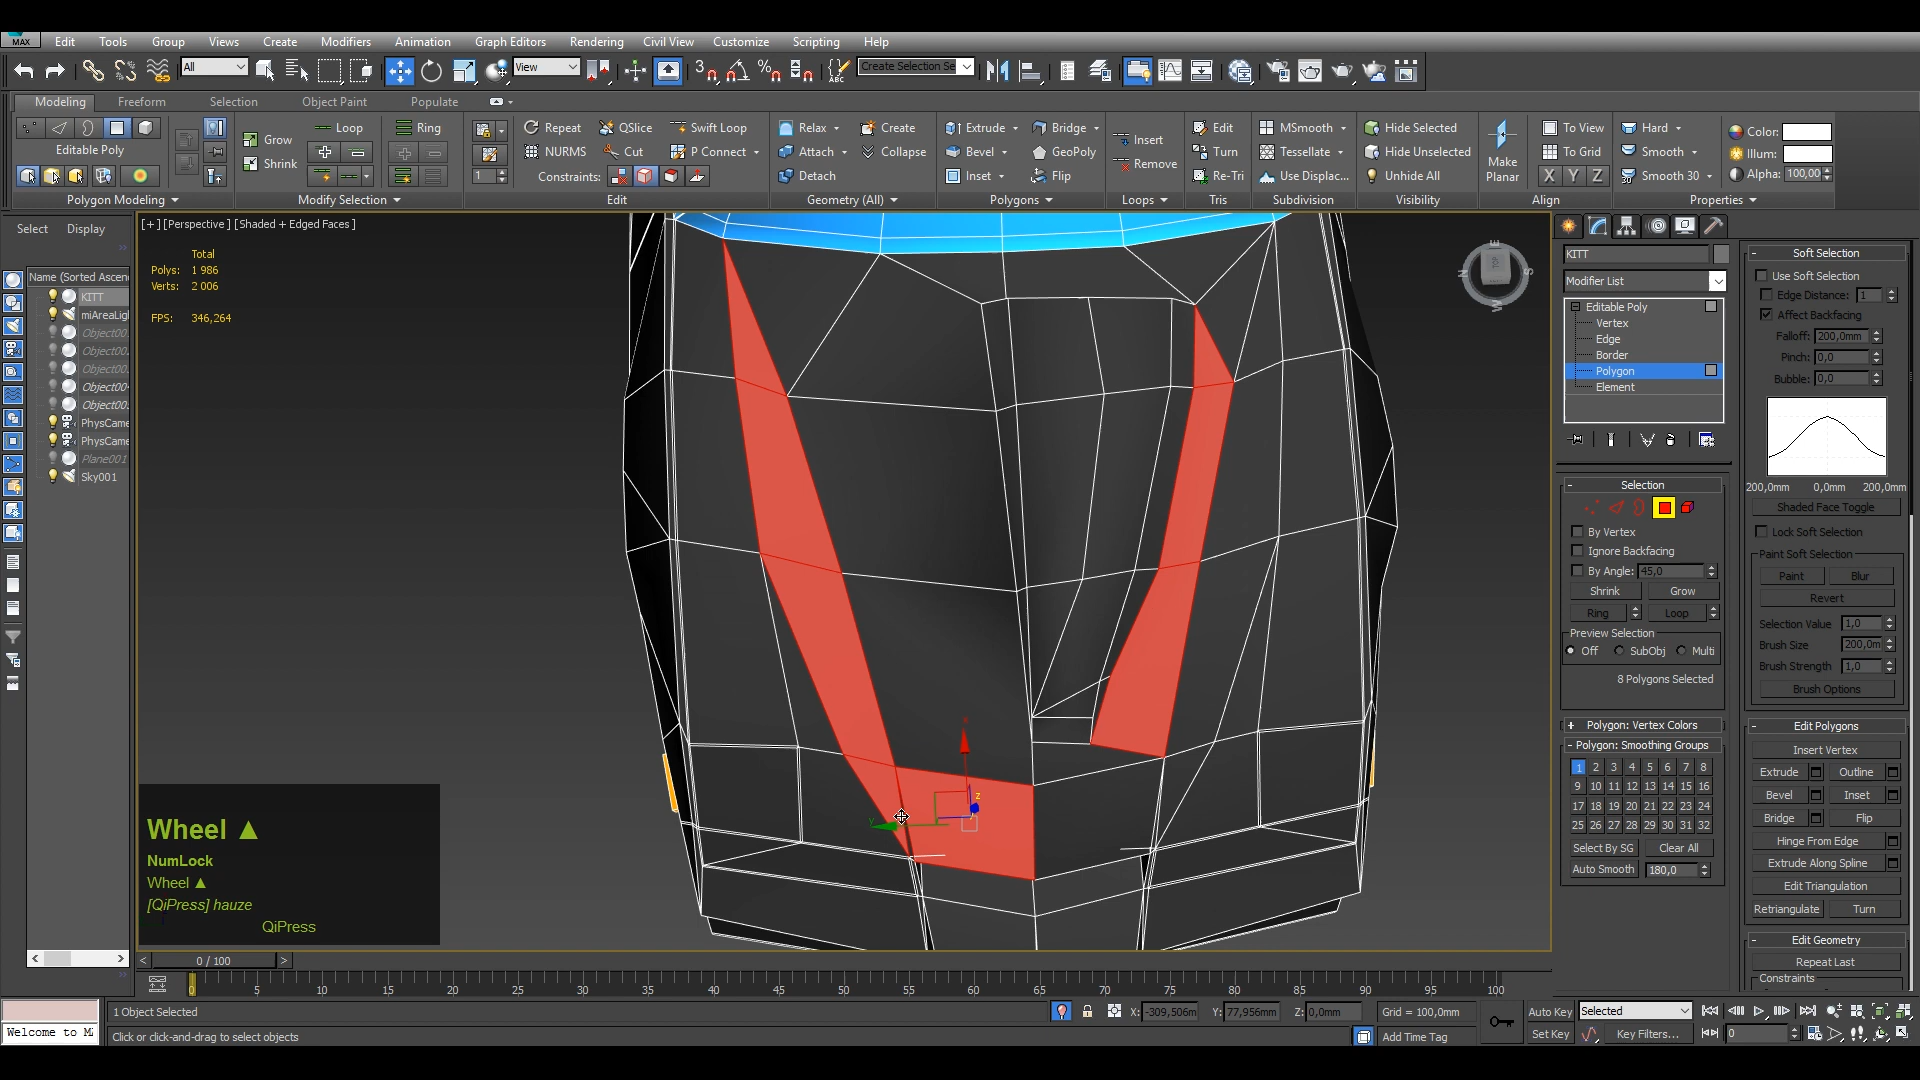 MAX Edit Tools Group Views Create Modifiers Animation Graph Editors Rendering Civil View Customize Scripting Help
All View 3 ABC Create Selection Se
Modeling Freeform Selection Object Paint Populate
Grow Loop Ring Repeat QSlice Swift Loop Relax Create Extrude Bridge Insert Edit MSmooth Hide Selected To View Hard Color:
Editable Poly Shrink NURMS Cut P Connect Attach Collapse Bevel GeoPoly Remove Turn Tessellate Hide Unselected Make Planar To Grid Smooth Illum:
1 Constraints: Detach Inset Flip Re-Tri Use Displac... Unhide All X Y Z Smooth 30 Alpha: 100,00
Polygon Modeling Modify Selection Edit Geometry (All) Polygons Loops Tris Subdivision Visibility Align Properties
Select Display
[+] [Perspective] [Shaded + Edged Faces]
Total
Polys: 1 986
Verts: 2 006
FPS: 346,264
Name (Sorted Ascen
KITT
miAreaLigh
Object00
Object00
Object00
Object00
Object00
PhysCame
PhysCame
Plane001
Sky001
Wheel ▲
NumLock
Wheel ▲
[QiPress] hauze
QiPress
KITT
Modifier List
Editable Poly
Vertex
Edge
Border
Polygon
Element
- Selection
By Vertex
Ignore Backfacing
By Angle: 45,0
Shrink Grow
Ring Loop
Preview Selection
Off SubObj Multi
8 Polygons Selected
+ Polygon: Vertex Colors
- Polygon: Smoothing Groups
1 2 3 4 5 6 7 8
9 10 11 12 13 14 15 16
17 18 19 20 21 22 23 24
25 26 27 28 29 30 31 32
Select By SG Clear All
Auto Smooth 180,0
- Soft Selection
Use Soft Selection
Edge Distance: 1
Affect Backfacing
Falloff: 200,0mm
Pinch: 0,0
Bubble: 0,0
200,0mm 0,0mm 200,0mm
Shaded Face Toggle
Lock Soft Selection
Paint Soft Selection
Paint Blur
Revert
Selection Value 1,0
Brush Size 200,0m
Brush Strength 1,0
Brush Options
- Edit Polygons
Insert Vertex
Extrude Outline
Bevel Inset
Bridge Flip
Hinge From Edge
Extrude Along Spline
Edit Triangulation
Retriangulate Turn
- Edit Geometry
Repeat Last
Constraints
< 0 / 100 >
0 5 10 15 20 25 30 35 40 45 50 55 60 65 70 75 80 85 90 95 100
1 Object Selected X: -309,506m Y: 77,956mm Z: 0,0mm Grid = 100,0mm Auto Key Selected
Welcome to M Click or click-and-drag to select objects Add Time Tag Set Key Key Filters... 0